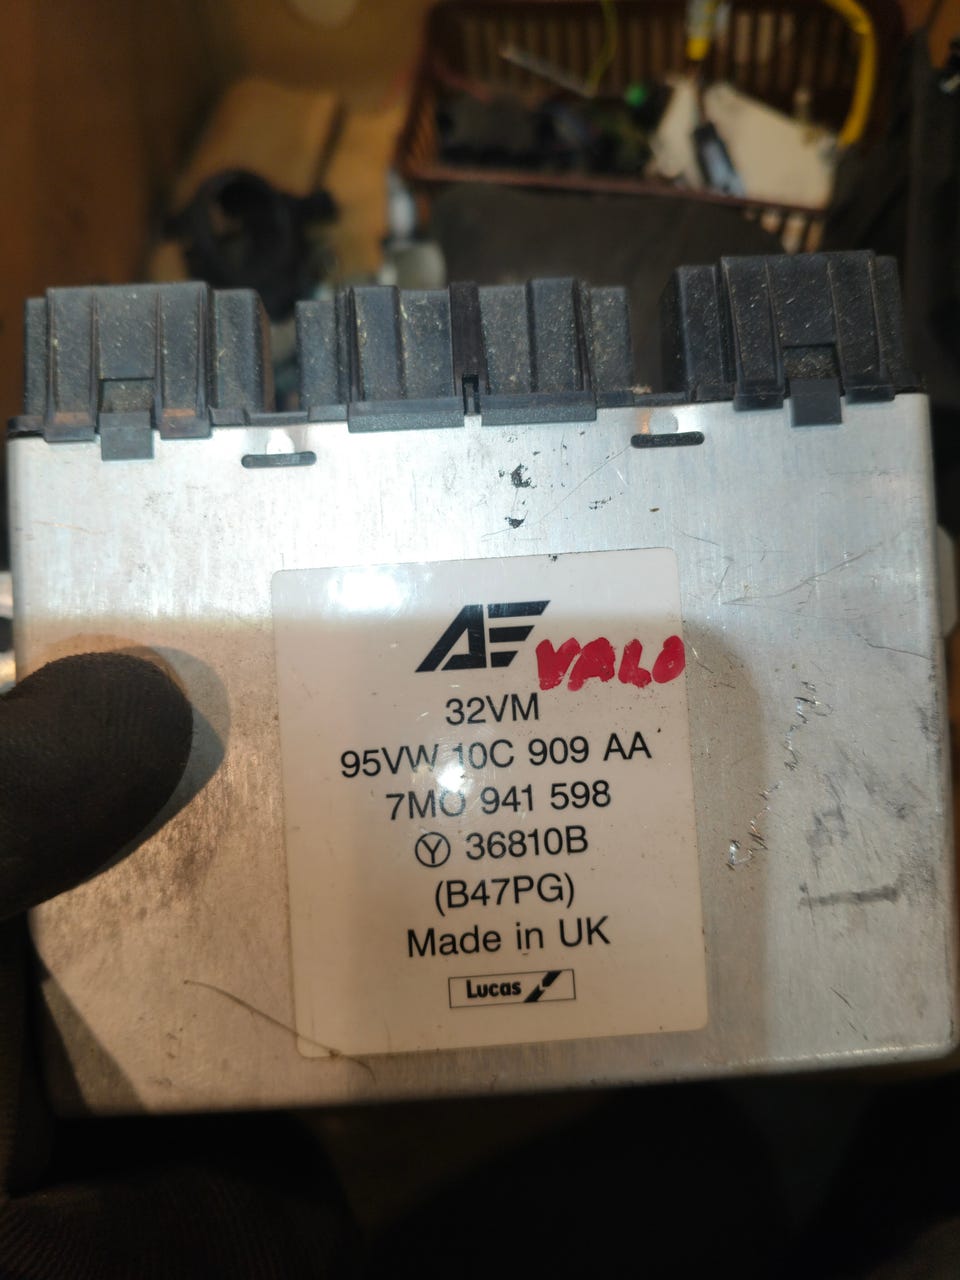 AE VALO
32VM
95VW 10C 909 AA
7M0 941 598
Ⓨ 36810B
(B47PG)
Made in UK
Lucas